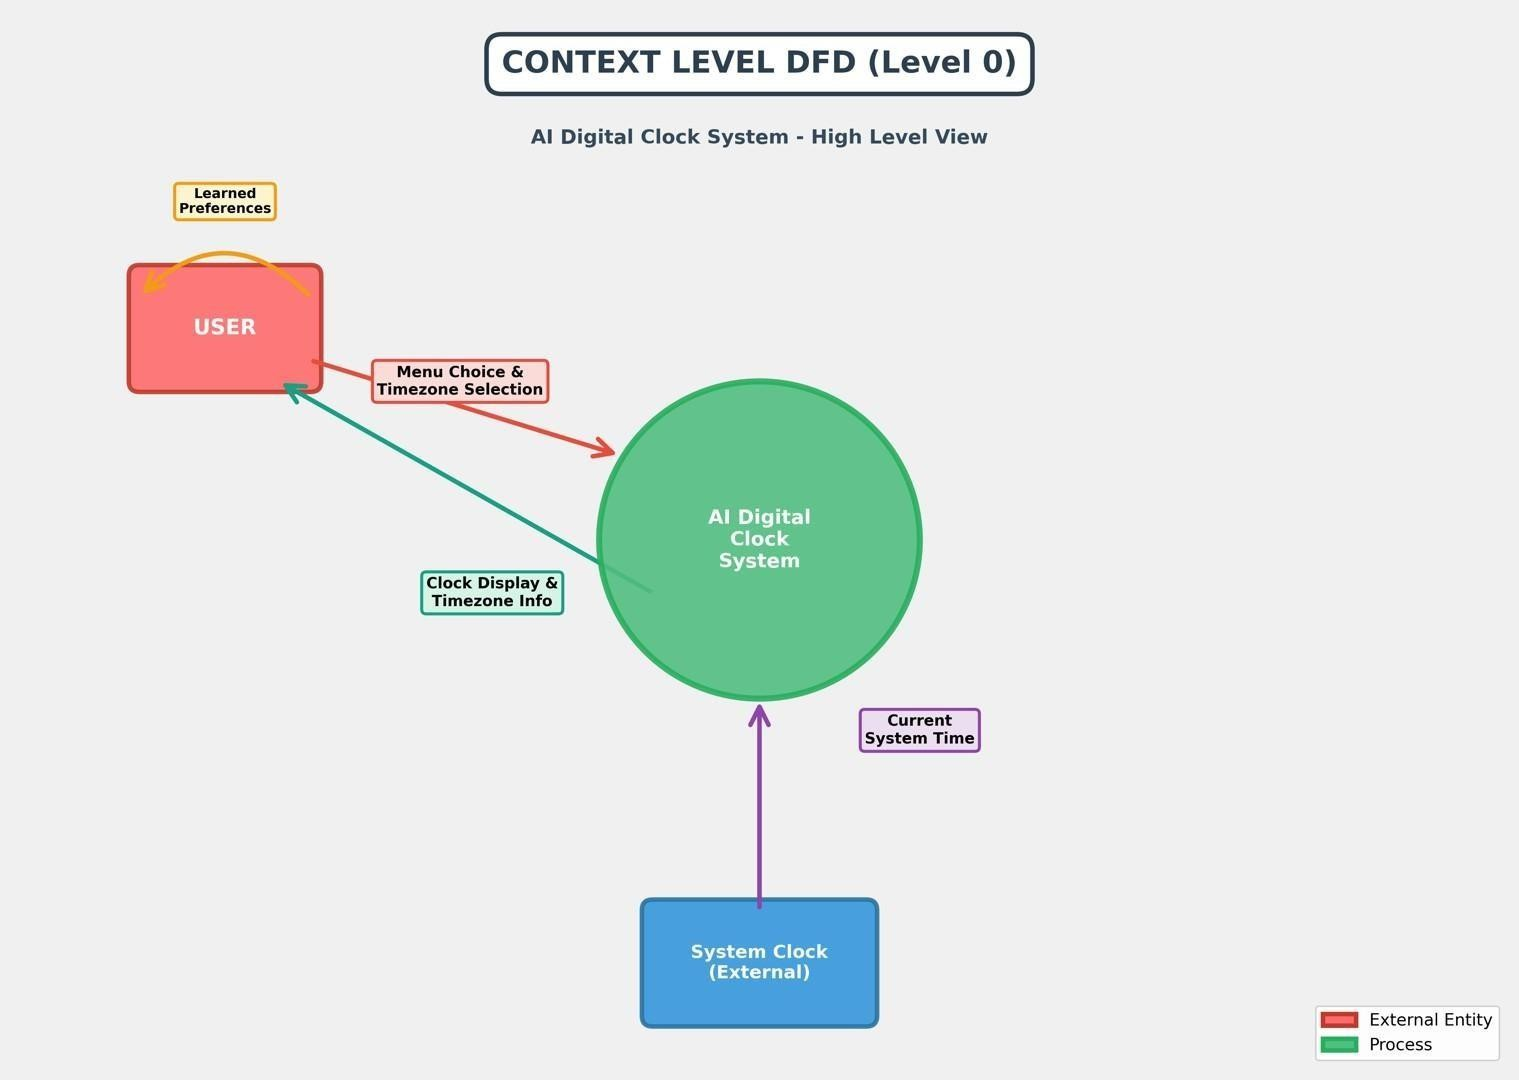 CONTEXT LEVEL DFD (Level 0)
AI Digital Clock System - High Level View
Learned
Preferences
USER
Menu Choice &
Timezone Selection
AI Digital
Clock
System
Clock Display &
Timezone Info
Current
System Time
System Clock
(External)
External Entity
Process